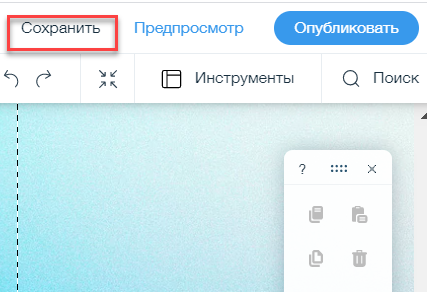 Сохранить Предпросмотр Опубликовать
Инструменты Поиск
?